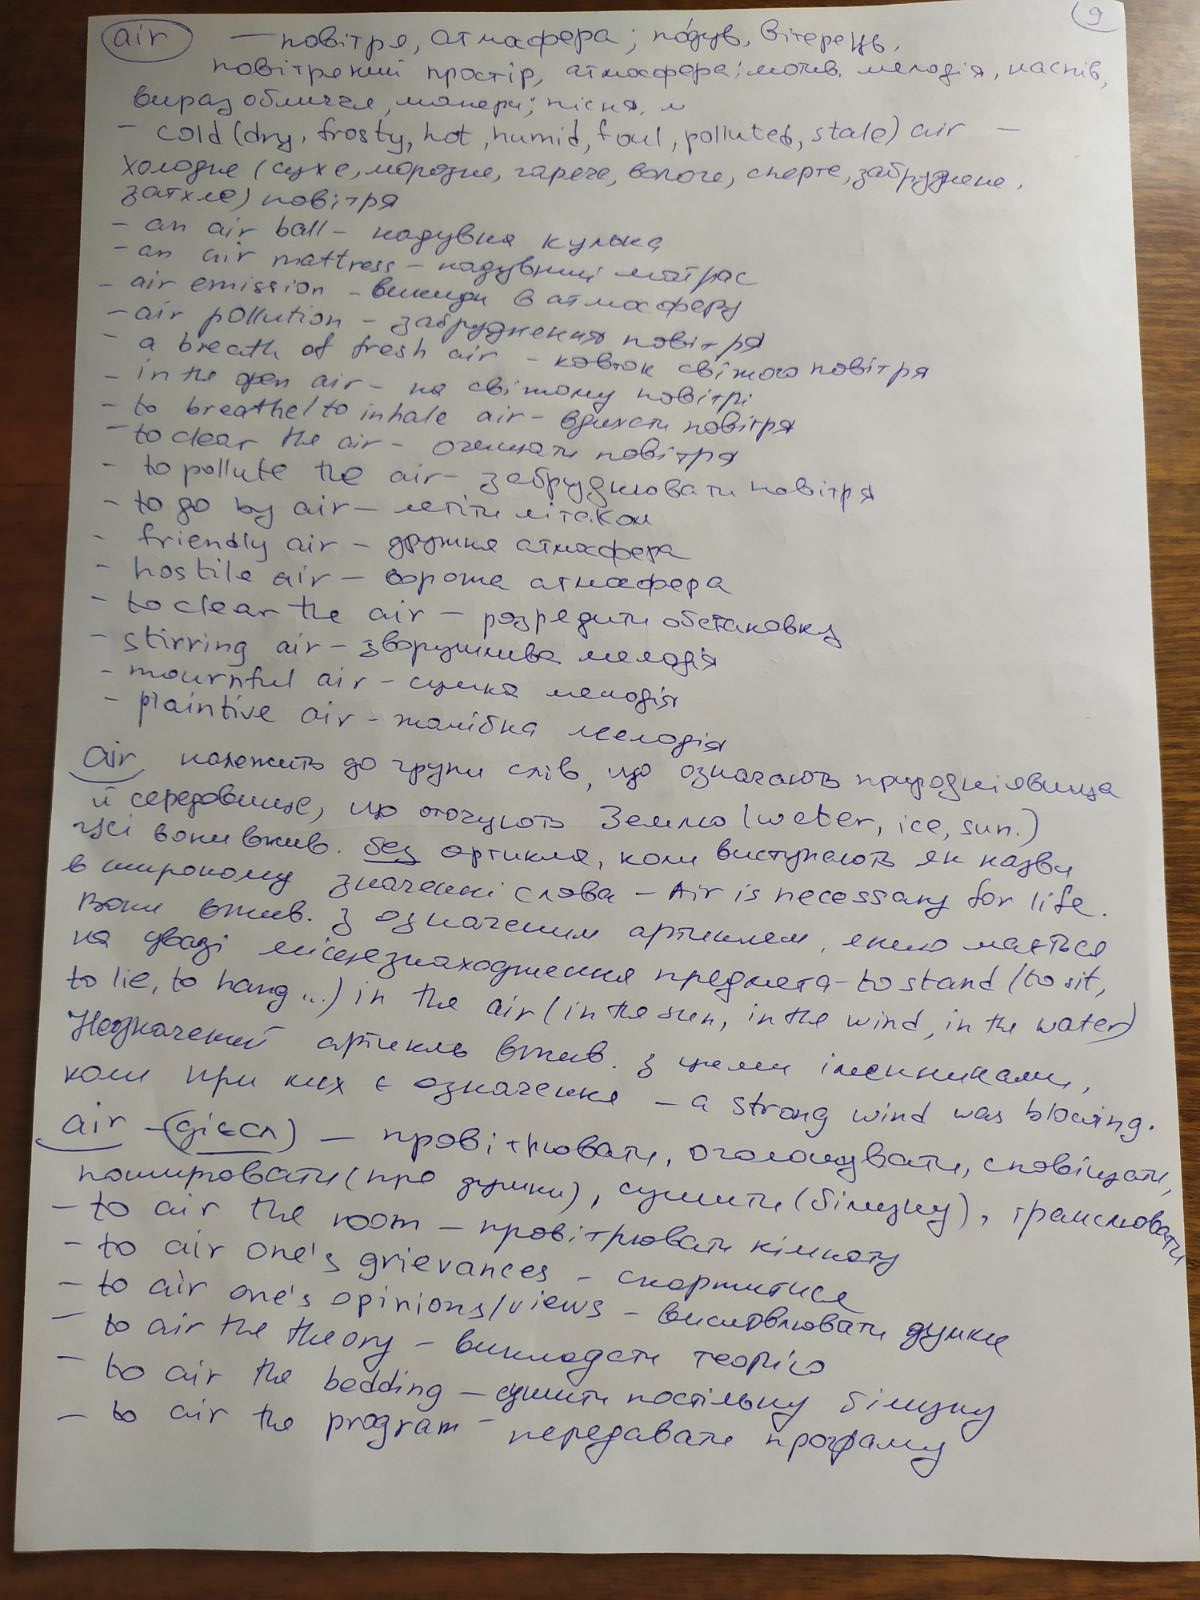 9
air — повітря, атмосфера; подув, вітерець,
повітряний простір, атмосфера; мотив, мелодія, наспів,
вираз обличчя, манери; пісня,
- cold (dry, frosty, hot, humid, foul, polluted, stale) air —
холодне (сухе, морозне, гаряче, вологе, сперте, забруднене,
затхле) повітря
- an air ball - надувна кулька
- an air mattress - надувний матрас
- air emission - викиди в атмосферу
- air pollution - забруднення повітря
- a breath of fresh air - ковток свіжого повітря
- in the open air - на свіжому повітрі
- to breathe/to inhale air - вдихати повітря
- to clear the air - очищати повітря
- to pollute the air - забруднювати повітря
- to go by air - летіти літаком
- friendly air - дружня атмосфера
- hostile air - ворожа атмосфера
- to clear the air - розрядити обстановку
- stirring air - зворушлива мелодія
- mournful air - сумна мелодія
- plaintive air - жалібна мелодія
air належить до групи слів, що означають природні явища
й середовище, що оточують Землю (water, ice, sun.)
Усі вони вжив. без артикля, коли виступають як назви
в широкому значенні слова - Air is necessary for life.
Вони вжив. з означеним артиклем, якщо мається
на увазі місцезнаходження предмета - to stand (to sit,
to lie, to hang...) in the air (in the sun, in the wind, in the water)
Неозначений артикль вжив. з цими іменниками,
коли при них є означення - a strong wind was blowing.
air - (дієсл) - провітрювати, оголошувати, сповіщати,
поширювати (про думки), сушити (білизну), транслювати
- to air the room - провітрювати кімнату
- to air one's grievances - скаржитися
- to air one's opinions/views - висловлювати думки
- to air the theory - викладати теорію
- to air the bedding - сушити постільну білизну
- to air the program - передавати програму